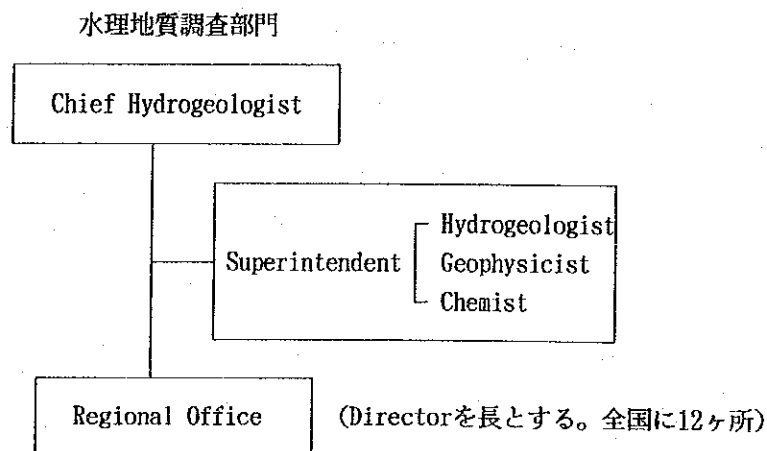 水理地質調査部門
Chief Hydrogeologist
Hydrogeologist
Superintendent Geophysicist
Chemist
Regional Office (Directorを長とする。全国に12ヶ所)